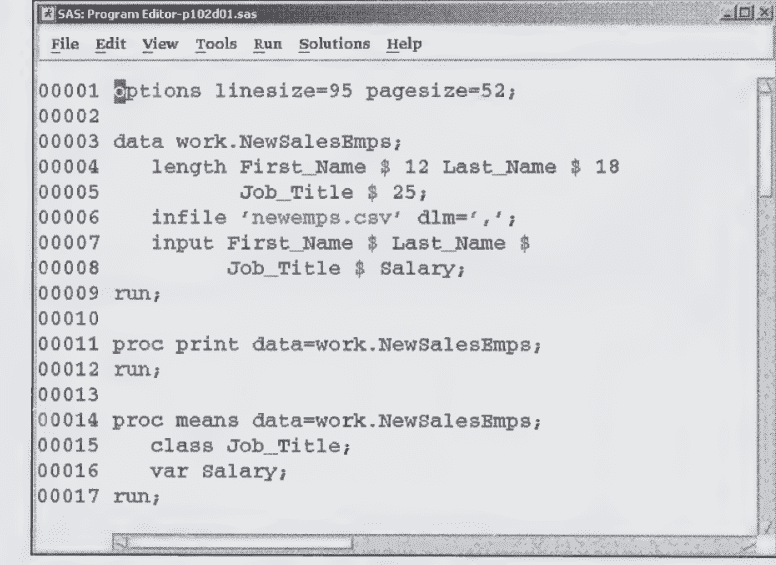 SAS: Program Editor-p102d01.sas
File Edit View Tools Run Solutions Help
00001 options linesize=95 pagesize=52;
00002
00003 data work.NewSalesEmps;
00004 length First_Name $ 12 Last_Name $ 18
00005 Job_Title $ 25;
00006 infile 'newemps.csv' dlm=',';
00007 input First_Name $ Last_Name $
00008 Job_Title $ Salary;
00009 run;
00010
00011 proc print data=work.NewSalesEmps;
00012 run;
00013
00014 proc means data=work.NewSalesEmps;
00015 class Job_Title;
00016 var Salary;
00017 run;